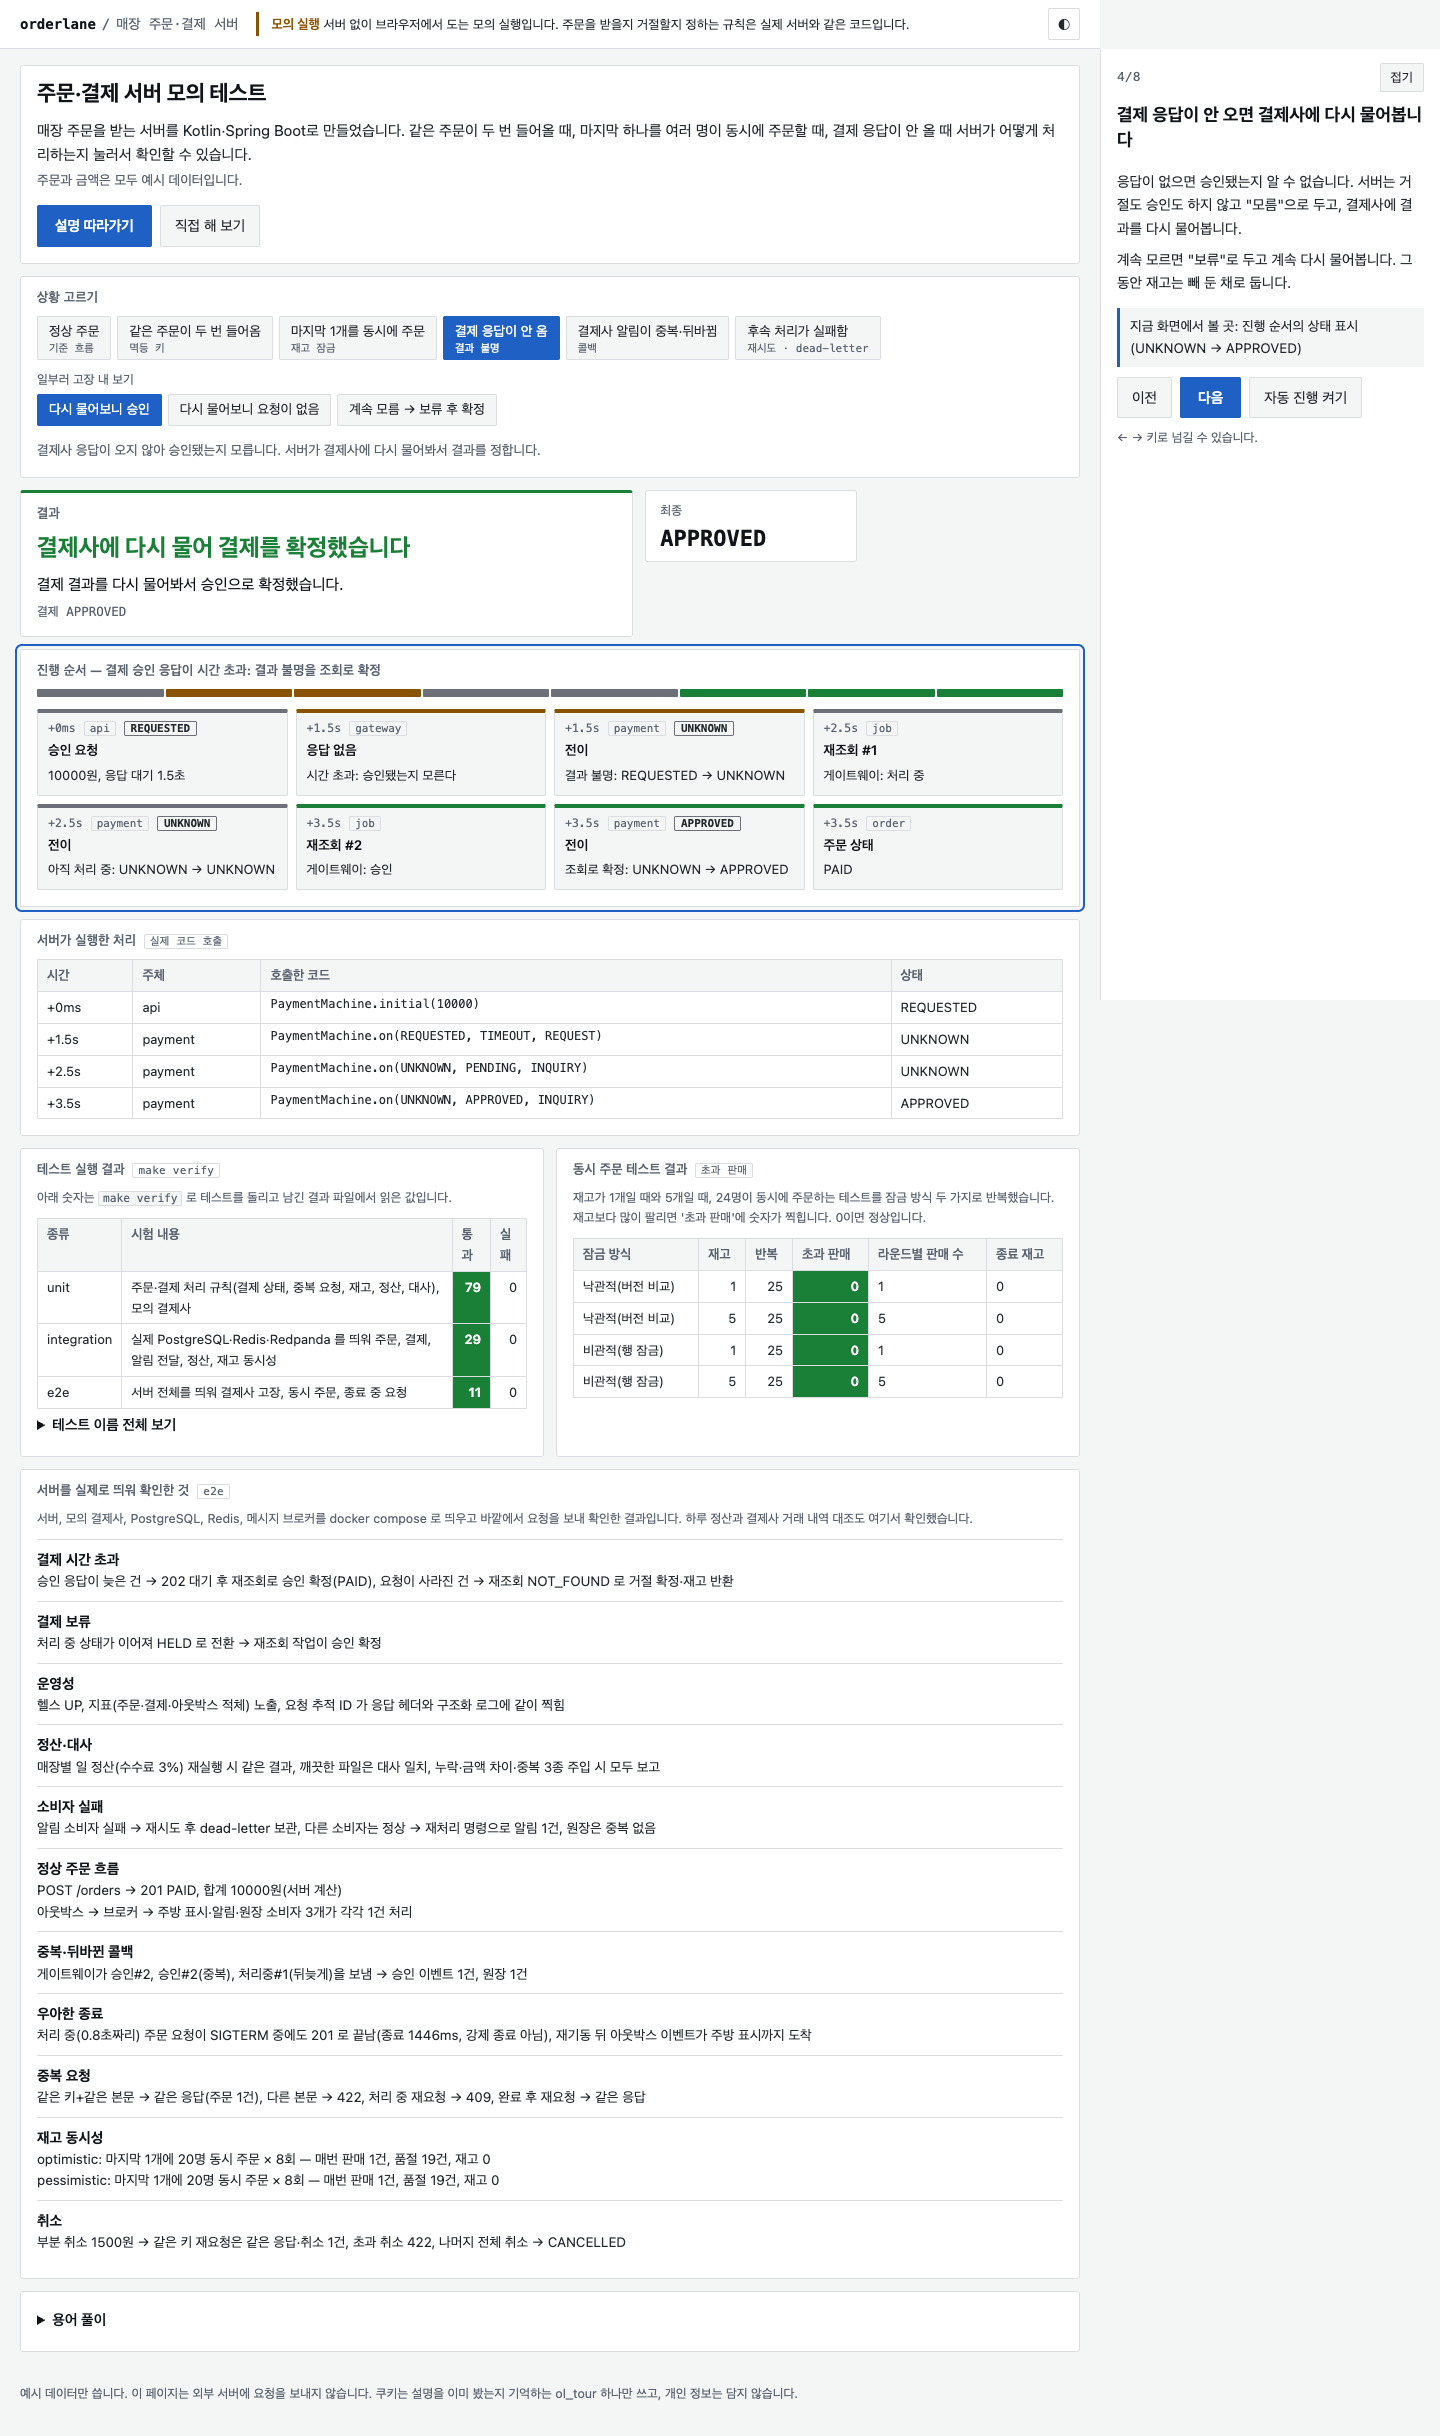 orderlane / 매장 주문·결제 서버
모의 실행 서버 없이 브라우저에서 도는 모의 실행입니다. 주문을 받을지 거절할지 정하는 규칙은 실제 서버와 같은 코드입니다.
주문·결제 서버 모의 테스트
매장 주문을 받는 서버를 Kotlin·Spring Boot로 만들었습니다. 같은 주문이 두 번 들어올 때, 마지막 하나를 여러 명이 동시에 주문할 때, 결제 응답이 안 올 때 서버가 어떻게 처
리하는지 눌러서 확인할 수 있습니다.
주문과 금액은 모두 예시 데이터입니다.
설명 따라가기
직접 해 보기
상황 고르기
정상 주문
기준 흐름
같은 주문이 두 번 들어옴
멱등 키
마지막 1개를 동시에 주문
재고 잠금
결제 응답이 안 옴
결과 불명
결제사 알림이 중복·뒤바뀜
콜백
후속 처리가 실패함
재시도 · dead-letter
일부러 고장 내 보기
다시 물어보니 승인
다시 물어보니 요청이 없음
계속 모름 → 보류 후 확정
결제사 응답이 오지 않아 승인됐는지 모릅니다. 서버가 결제사에 다시 물어봐서 결과를 정합니다.
결과
결제사에 다시 물어 결제를 확정했습니다
결제 결과를 다시 물어봐서 승인으로 확정했습니다.
결제 APPROVED
최종
APPROVED
진행 순서 — 결제 승인 응답이 시간 초과: 결과 불명을 조회로 확정
+0ms api REQUESTED
승인 요청
10000원, 응답 대기 1.5초
+1.5s gateway
응답 없음
시간 초과: 승인됐는지 모른다
+1.5s payment UNKNOWN
전이
결과 불명: REQUESTED → UNKNOWN
+2.5s job
재조회 #1
게이트웨이: 처리 중
+2.5s payment UNKNOWN
전이
아직 처리 중: UNKNOWN → UNKNOWN
+3.5s job
재조회 #2
게이트웨이: 승인
+3.5s payment APPROVED
전이
조회로 확정: UNKNOWN → APPROVED
+3.5s order
주문 상태
PAID
서버가 실행한 처리 실제 코드 호출
시간 주체 호출한 코드 상태
+0ms api PaymentMachine.initial(10000) REQUESTED
+1.5s payment PaymentMachine.on(REQUESTED, TIMEOUT, REQUEST) UNKNOWN
+2.5s payment PaymentMachine.on(UNKNOWN, PENDING, INQUIRY) UNKNOWN
+3.5s payment PaymentMachine.on(UNKNOWN, APPROVED, INQUIRY) APPROVED
테스트 실행 결과 make verify
아래 숫자는 make verify 로 테스트를 돌리고 남긴 결과 파일에서 읽은 값입니다.
종류 시험 내용 통과 실패
unit 주문·결제 처리 규칙(결제 상태, 중복 요청, 재고, 정산, 대사), 79 0
모의 결제사
integration 실제 PostgreSQL·Redis·Redpanda 를 띄워 주문, 결제, 29 0
알림 전달, 정산, 재고 동시성
e2e 서버 전체를 띄워 결제사 고장, 동시 주문, 종료 중 요청 11 0
▶ 테스트 이름 전체 보기
동시 주문 테스트 결과 초과 판매
재고가 1개일 때와 5개일 때, 24명이 동시에 주문하는 테스트를 잠금 방식 두 가지로 반복했습니다.
재고보다 많이 팔리면 '초과 판매'에 숫자가 찍힙니다. 0이면 정상입니다.
잠금 방식 재고 반복 초과 판매 라운드별 판매 수 종료 재고
낙관적(버전 비교) 1 25 0 1 0
낙관적(버전 비교) 5 25 0 5 0
비관적(행 잠금) 1 25 0 1 0
비관적(행 잠금) 5 25 0 5 0
서버를 실제로 띄워 확인한 것 e2e
서버, 모의 결제사, PostgreSQL, Redis, 메시지 브로커를 docker compose 로 띄우고 바깥에서 요청을 보내 확인한 결과입니다. 하루 정산과 결제사 거래 내역 대조도 여기서 확인했습니다.
결제 시간 초과
승인 응답이 늦은 건 → 202 대기 후 재조회로 승인 확정(PAID), 요청이 사라진 건 → 재조회 NOT_FOUND 로 거절 확정·재고 반환
결제 보류
처리 중 상태가 이어져 HELD 로 전환 → 재조회 작업이 승인 확정
운영성
헬스 UP, 지표(주문·결제·아웃박스 적체) 노출, 요청 추적 ID 가 응답 헤더와 구조화 로그에 같이 찍힘
정산·대사
매장별 일 정산(수수료 3%) 재실행 시 같은 결과, 깨끗한 파일은 대사 일치, 누락·금액 차이·중복 3종 주입 시 모두 보고
소비자 실패
알림 소비자 실패 → 재시도 후 dead-letter 보관, 다른 소비자는 정상 → 재처리 명령으로 알림 1건, 원장은 중복 없음
정상 주문 흐름
POST /orders → 201 PAID, 합계 10000원(서버 계산)
아웃박스 → 브로커 → 주방 표시·알림·원장 소비자 3개가 각각 1건 처리
중복·뒤바뀐 콜백
게이트웨이가 승인#2, 승인#2(중복), 처리중#1(뒤늦게)을 보냄 → 승인 이벤트 1건, 원장 1건
우아한 종료
처리 중(0.8초짜리) 주문 요청이 SIGTERM 중에도 201 로 끝남(종료 1446ms, 강제 종료 아님), 재기동 뒤 아웃박스 이벤트가 주방 표시까지 도착
중복 요청
같은 키+같은 본문 → 같은 응답(주문 1건), 다른 본문 → 422, 처리 중 재요청 → 409, 완료 후 재요청 → 같은 응답
재고 동시성
optimistic: 마지막 1개에 20명 동시 주문 × 8회 — 매번 판매 1건, 품절 19건, 재고 0
pessimistic: 마지막 1개에 20명 동시 주문 × 8회 — 매번 판매 1건, 품절 19건, 재고 0
취소
부분 취소 1500원 → 같은 키 재요청은 같은 응답·취소 1건, 초과 취소 422, 나머지 전체 취소 → CANCELLED
▶ 용어 풀이
예시 데이터만 씁니다. 이 페이지는 외부 서버에 요청을 보내지 않습니다. 쿠키는 설명을 이미 봤는지 기억하는 ol_tour 하나만 쓰고, 개인 정보는 담지 않습니다.
4/8
접기
결제 응답이 안 오면 결제사에 다시 물어봅니
다
응답이 없으면 승인됐는지 알 수 없습니다. 서버는 거
절도 승인도 하지 않고 "모름"으로 두고, 결제사에 결
과를 다시 물어봅니다.
계속 모르면 "보류"로 두고 계속 다시 물어봅니다. 그
동안 재고는 빼 둔 채로 둡니다.
지금 화면에서 볼 곳: 진행 순서의 상태 표시
(UNKNOWN → APPROVED)
이전
다음
자동 진행 켜기
← → 키로 넘길 수 있습니다.